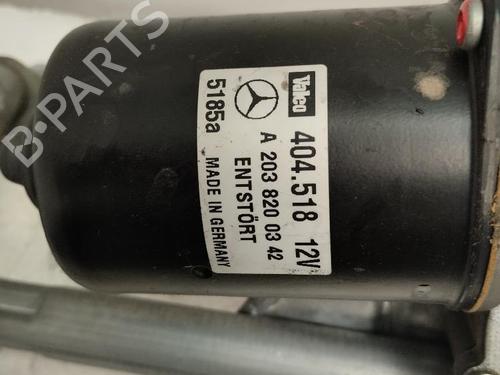 Valeo 404.518 12V
A 203 820 03 42
5185a ENTSTÖRT
MADE IN GERMANY
B-PARTS